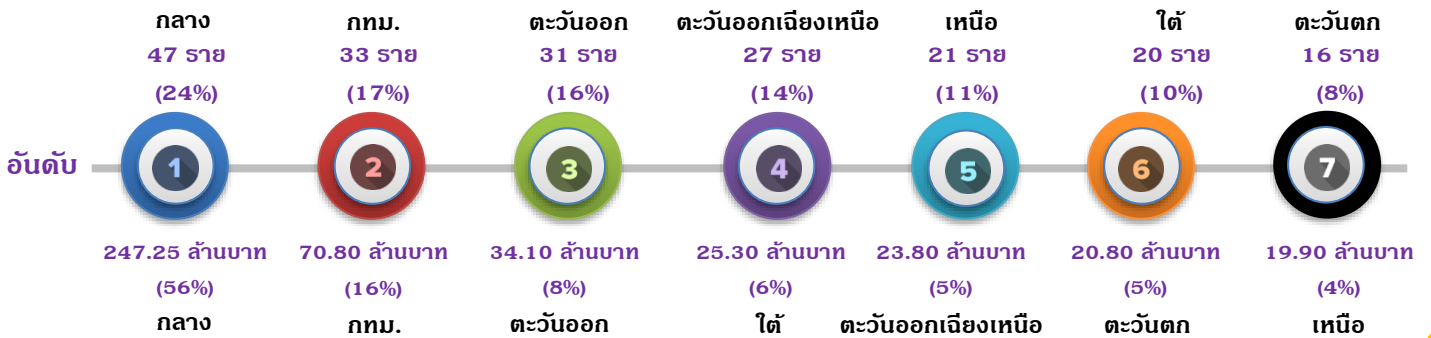 กลาง กทม. ตะวันออก ตะวันออกเฉียงเหนือ เหนือ ใต้ ตะวันตก
47 ราย 33 ราย 31 ราย 27 ราย 21 ราย 20 ราย 16 ราย
(24%) (17%) (16%) (14%) (11%) (10%) (8%)
อันดับ 1 2 3 4 5 6 7
247.25 ล้านบาท 70.80 ล้านบาท 34.10 ล้านบาท 25.30 ล้านบาท 23.80 ล้านบาท 20.80 ล้านบาท 19.90 ล้านบาท
(56%) (16%) (8%) (6%) (5%) (5%) (4%)
กลาง กทม. ตะวันออก ใต้ ตะวันออกเฉียงเหนือ ตะวันตก เหนือ